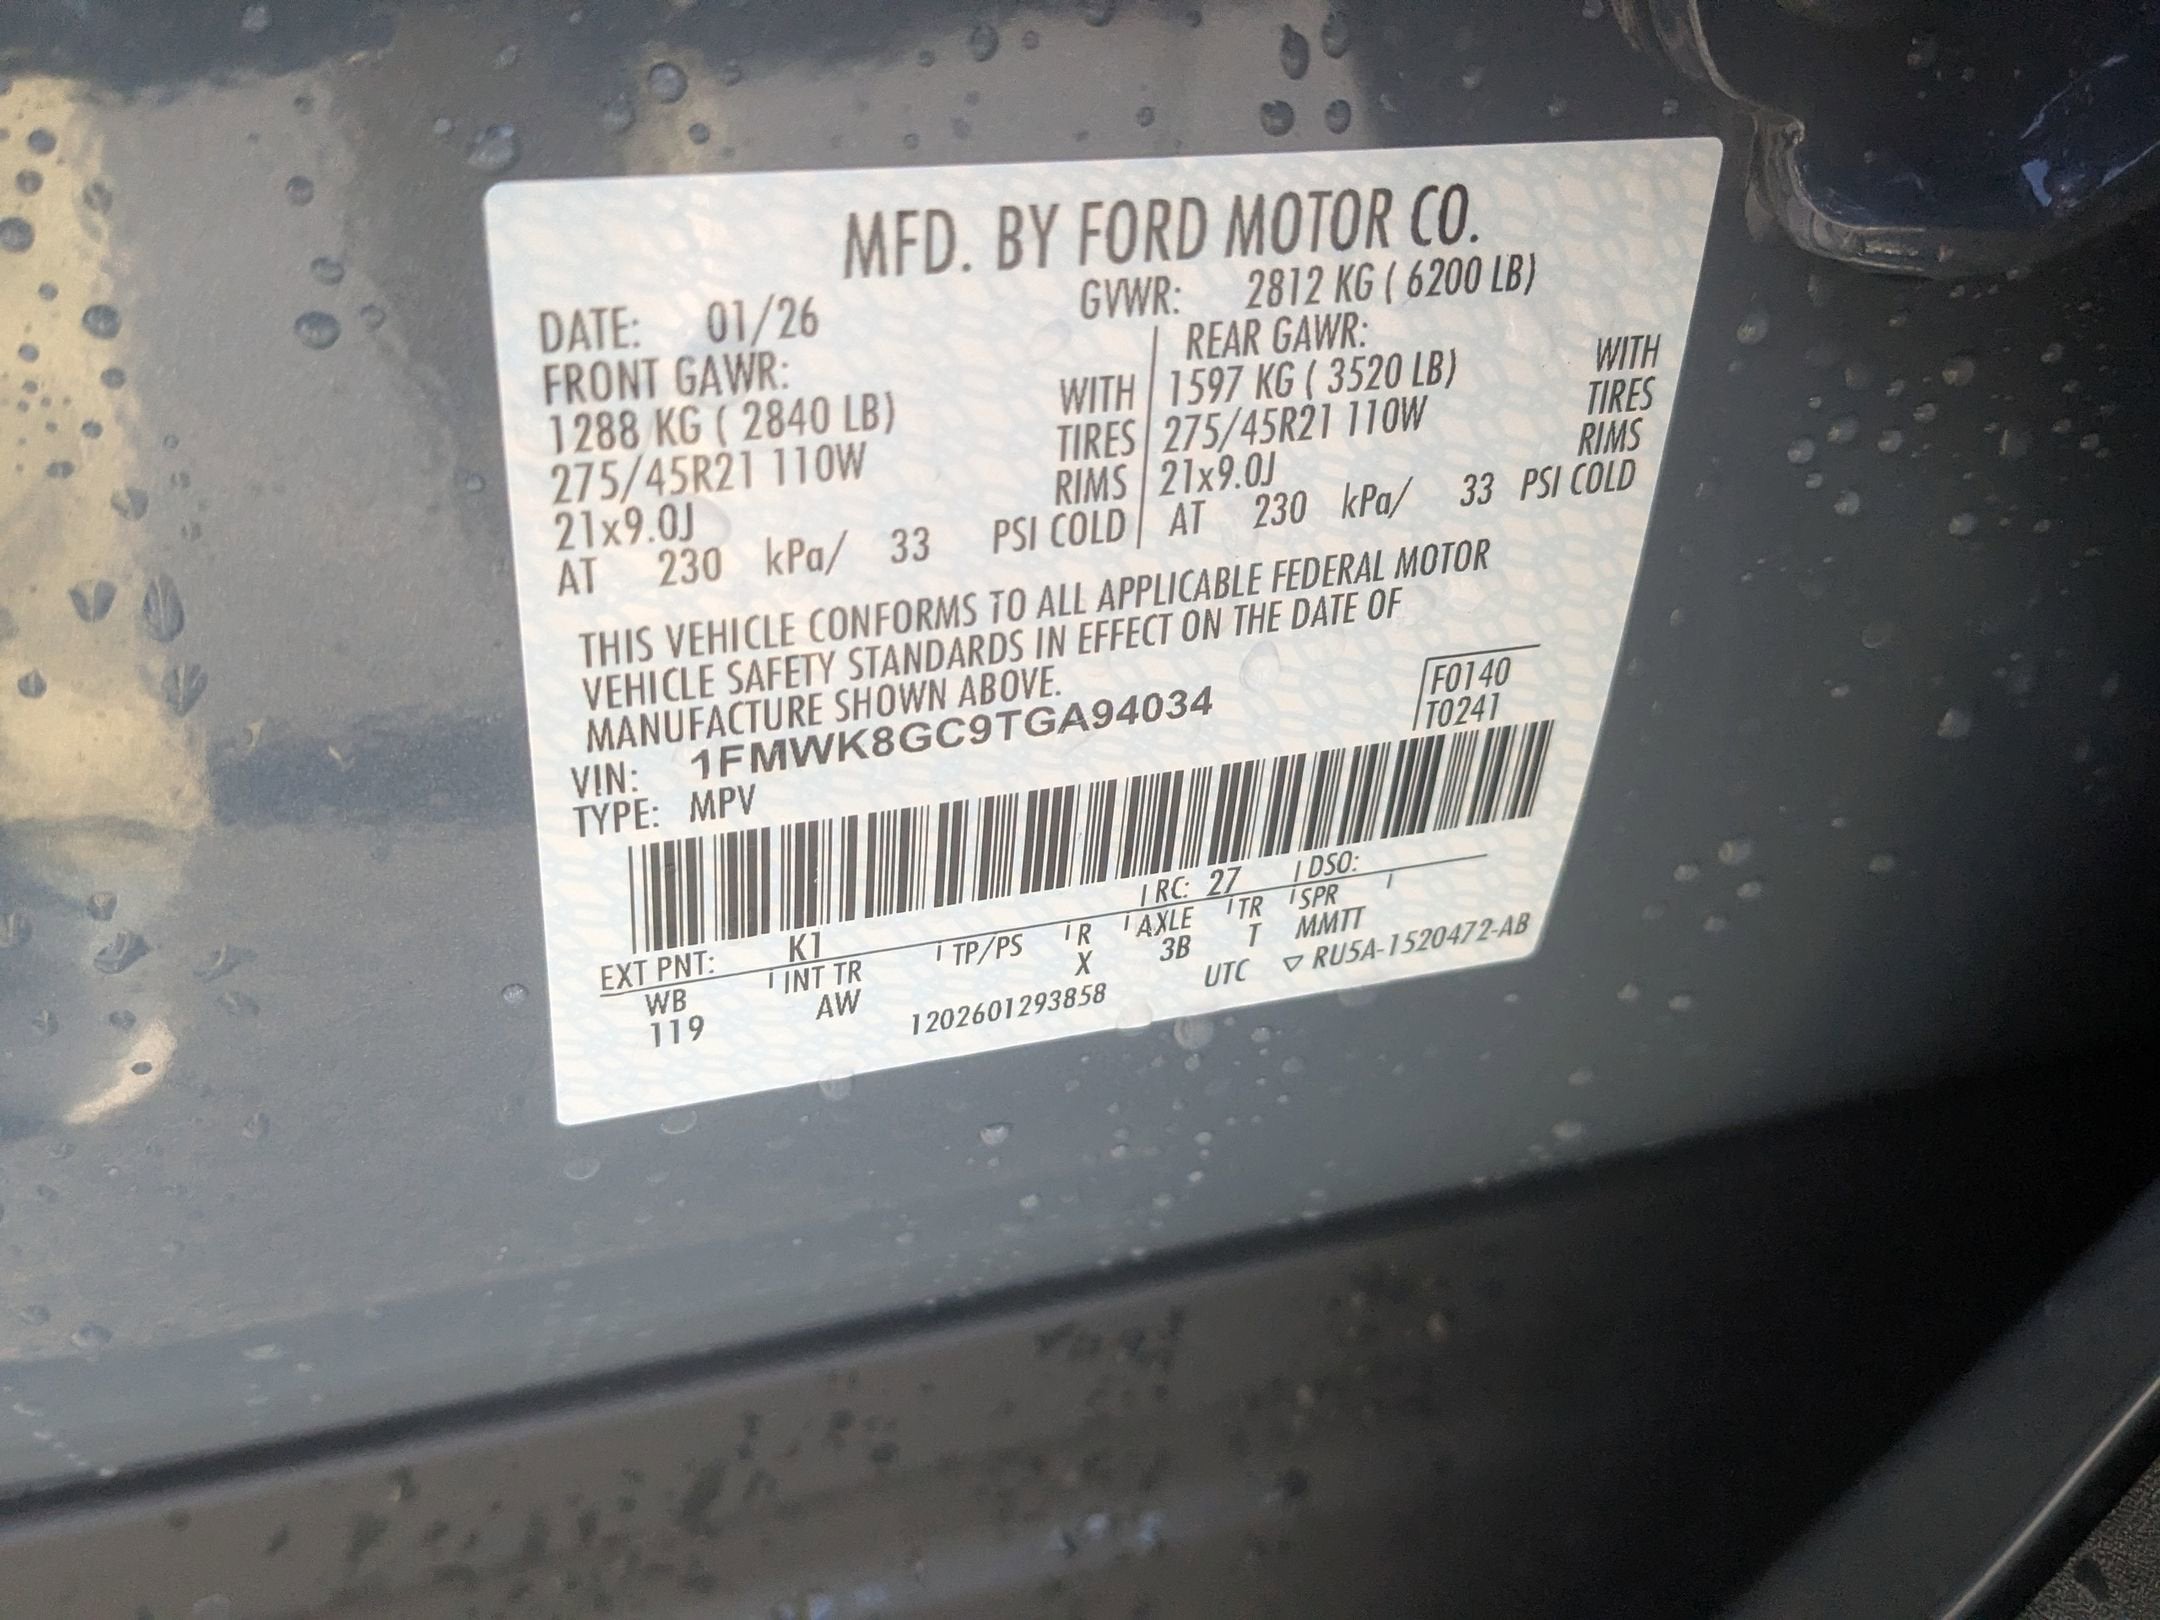 MFD. BY FORD MOTOR CO.
DATE: 01/26 GVWR: 2812 KG ( 6200 LB)
FRONT GAWR: REAR GAWR:
1288 KG ( 2840 LB) WITH 1597 KG ( 3520 LB) WITH
275/45R21 110W TIRES 275/45R21 110W TIRES
21x9.0J RIMS 21x9.0J RIMS
AT 230 kPa/ 33 PSI COLD AT 230 kPa/ 33 PSI COLD
THIS VEHICLE CONFORMS TO ALL APPLICABLE FEDERAL MOTOR
VEHICLE SAFETY STANDARDS IN EFFECT ON THE DATE OF
MANUFACTURE SHOWN ABOVE.
VIN: 1FMWK8GC9TGA94034 F0140
TYPE: MPV T0241
EXT PNT: K1 RC: 27 DSO:
WB INT TR TP/PS R AXLE TR SPR
119 AW X 3B T MMTT
1202601293858 UTC ▽ RU5A-1520472-AB